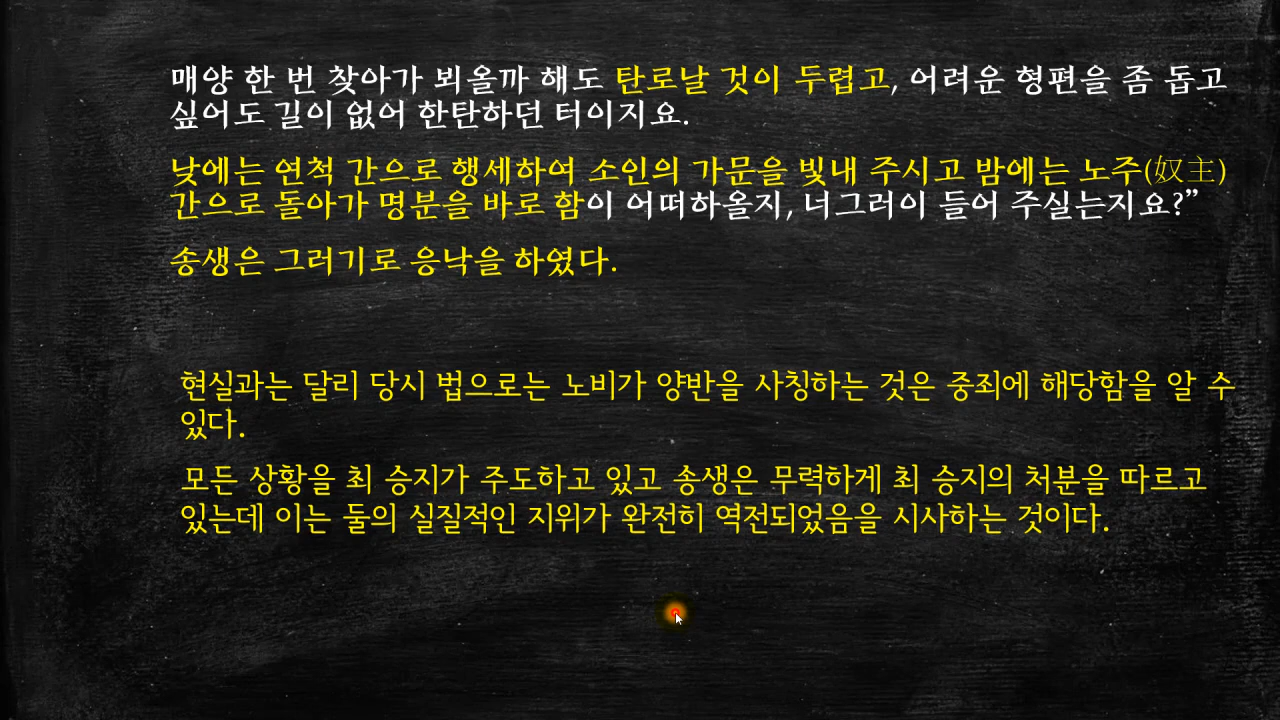 매양 한 번 찾아가 뵈올까 해도 탄로날 것이 두렵고, 어려운 형편을 좀 돕고
싶어도 길이 없어 한탄하던 터이지요.
낮에는 연척 간으로 행세하여 소인의 가문을 빛내 주시고 밤에는 노주(奴主)
간으로 돌아가 명분을 바로 함이 어떠하올지, 너그러이 들어 주실는지요?”
송생은 그러기로 응낙을 하였다.
현실과는 달리 당시 법으로는 노비가 양반을 사칭하는 것은 중죄에 해당함을 알 수
있다.
모든 상황을 최 승지가 주도하고 있고 송생은 무력하게 최 승지의 처분을 따르고
있는데 이는 둘의 실질적인 지위가 완전히 역전되었음을 시사하는 것이다.